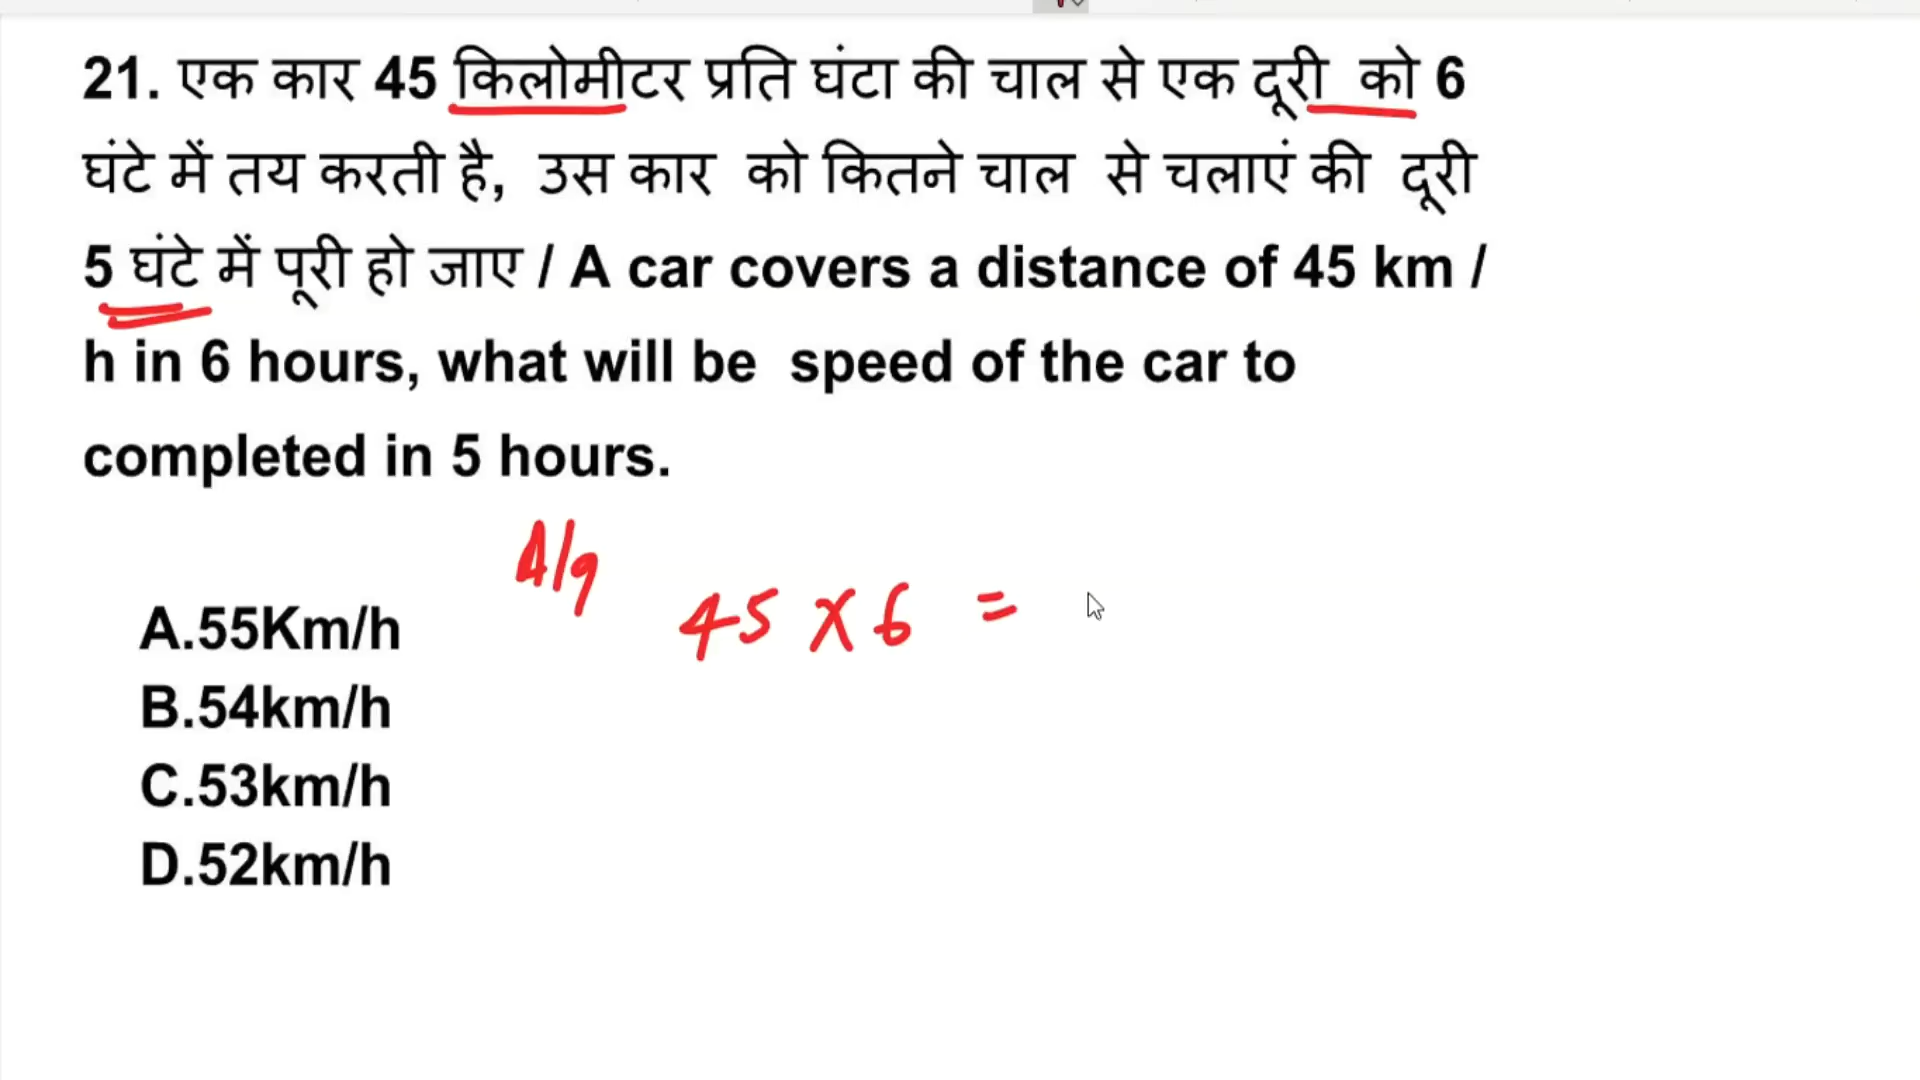 21. एक कार 45 किलोमीटर प्रति घंटा की चाल से एक दूरी को 6
घंटे में तय करती है, उस कार को कितने चाल से चलाएं की दूरी
5 घंटे में पूरी हो जाए / A car covers a distance of 45 km /
h in 6 hours, what will be speed of the car to
completed in 5 hours.
A/q
45 x 6 =
A.55Km/h
B.54km/h
C.53km/h
D.52km/h